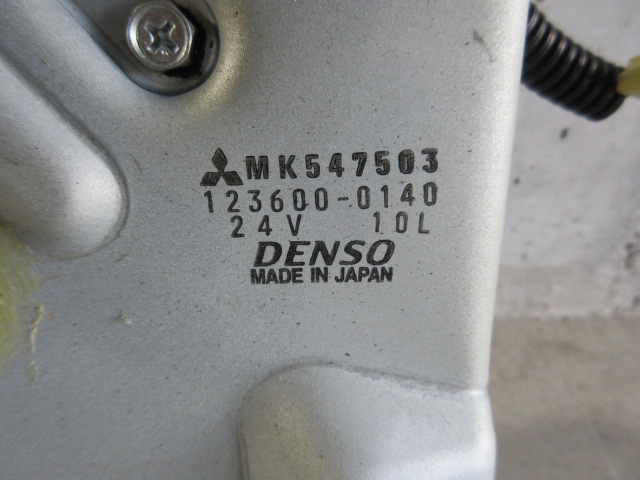 MK547503
123600-0140
24V 10L
DENSO
MADE IN JAPAN